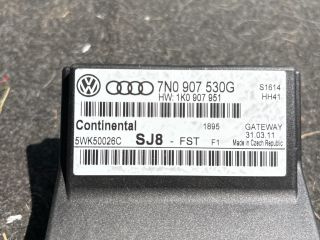 7N0 907 530G
HW: 1K0 907 951
S1614
HH41
Continental
1895
GATEWAY
31.03.11
5WK50026C
SJ8 - FST F1
Made in Czech Republic